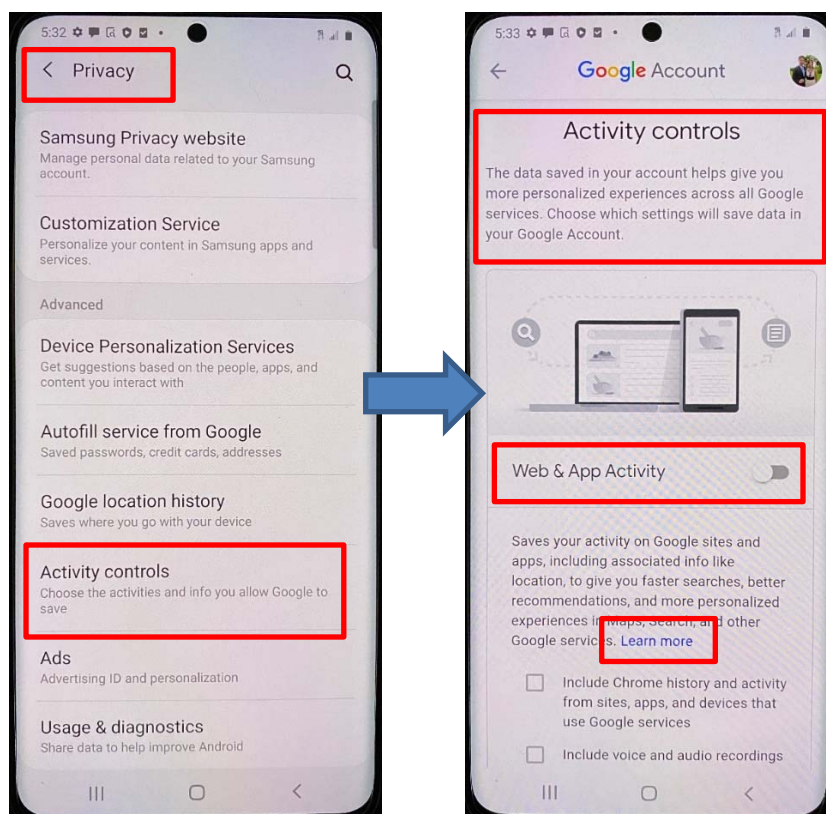 5:32
Privacy
Samsung Privacy website
Manage personal data related to your Samsung
account.
Customization Service
Personalize your content in Samsung apps and
services.
Advanced
Device Personalization Services
Get suggestions based on the people, apps, and
content you interact with
Autofill service from Google
Saved passwords, credit cards, addresses
Google location history
Saves where you go with your device
Activity controls
Choose the activities and info you allow Google to
save
Ads
Advertising ID and personalization
Usage & diagnostics
Share data to help improve Android
5:33
Google Account
Activity controls
The data saved in your account helps give you
more personalized experiences across all Google
services. Choose which settings will save data in
your Google Account.
Web & App Activity
Saves your activity on Google sites and
apps, including associated info like
location, to give you faster searches, better
recommendations, and more personalized
experiences in Maps, Search, and other
Google services. Learn more
Include Chrome history and activity
from sites, apps, and devices that
use Google services
Include voice and audio recordings